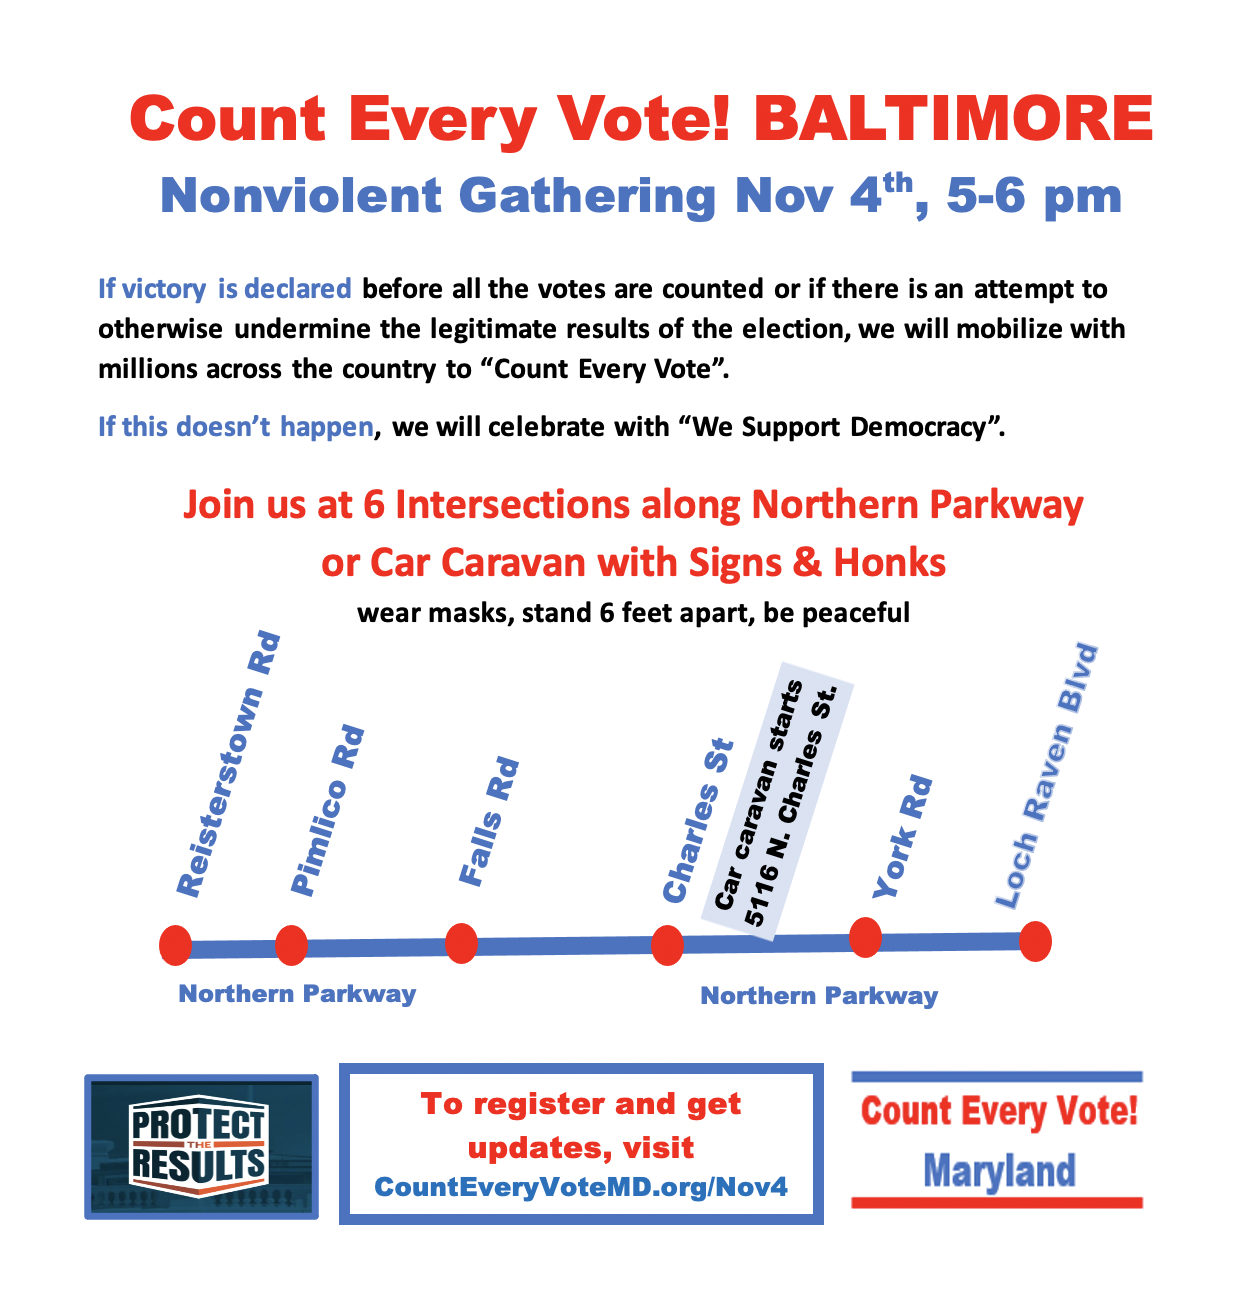 Count Every Vote! BALTIMORE
Nonviolent Gathering Nov 4th, 5-6 pm
If victory is declared before all the votes are counted or if there is an attempt to
otherwise undermine the legitimate results of the election, we will mobilize with
millions across the country to “Count Every Vote”.
If this doesn’t happen, we will celebrate with “We Support Democracy”.
Join us at 6 Intersections along Northern Parkway
or Car Caravan with Signs & Honks
wear masks, stand 6 feet apart, be peaceful
Reisterstown Rd
Pimlico Rd
Falls Rd
Charles St
Car caravan starts
5116 N. Charles St.
York Rd
Loch Raven Blvd
Northern Parkway
Northern Parkway
PROTECT
THE
RESULTS
To register and get
updates, visit
CountEveryVoteMD.org/Nov4
Count Every Vote!
Maryland